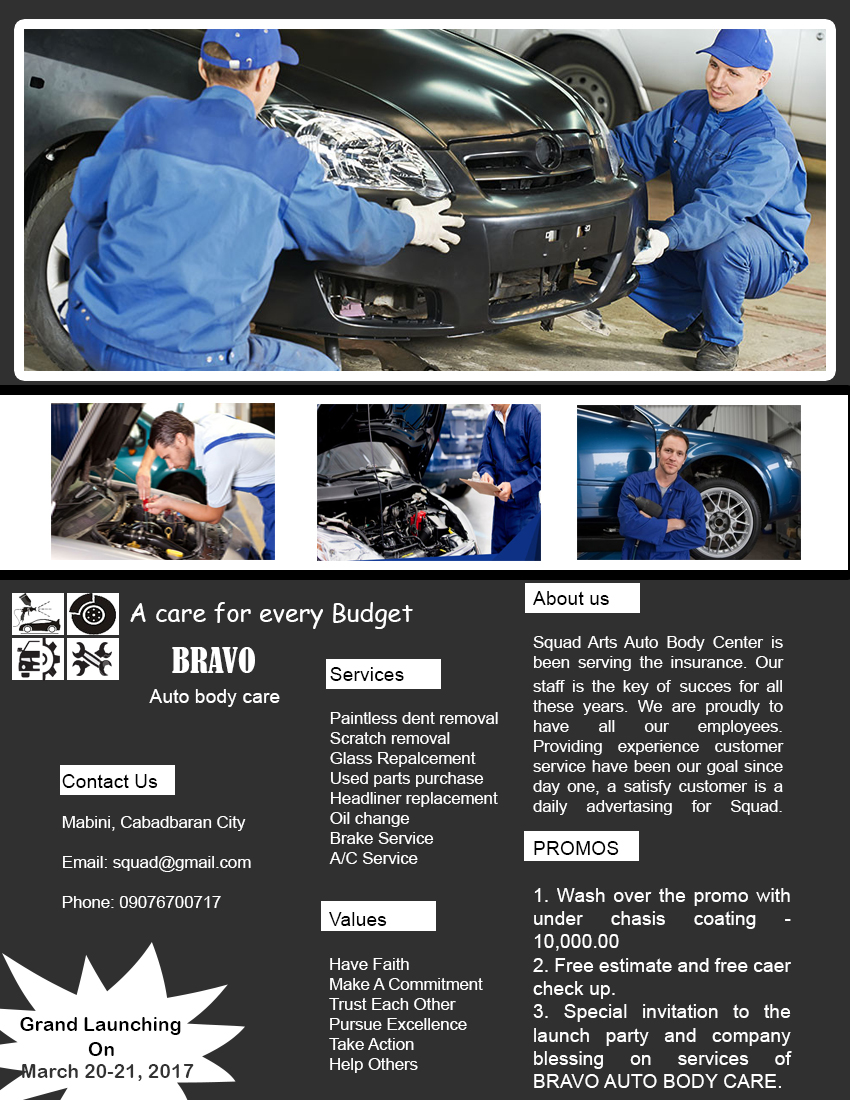 A care for every Budget
BRAVO
Auto body care
Contact Us
Mabini, Cabadbaran City
Email: squad@gmail.com
Phone: 09076700717
Grand Launching
On
March 20-21, 2017
Services
Paintless dent removal
Scratch removal
Glass Repalcement
Used parts purchase
Headliner replacement
Oil change
Brake Service
A/C Service
Values
Have Faith
Make A Commitment
Trust Each Other
Pursue Excellence
Take Action
Help Others
About us
Squad Arts Auto Body Center is
been serving the insurance. Our
staff is the key of succes for all
these years. We are proudly to
have all our employees.
Providing experience customer
service have been our goal since
day one, a satisfy customer is a
daily advertasing for Squad.
PROMOS
1. Wash over the promo with
under chasis coating -
10,000.00
2. Free estimate and free caer
check up.
3. Special invitation to the
launch party and company
blessing on services of
BRAVO AUTO BODY CARE.